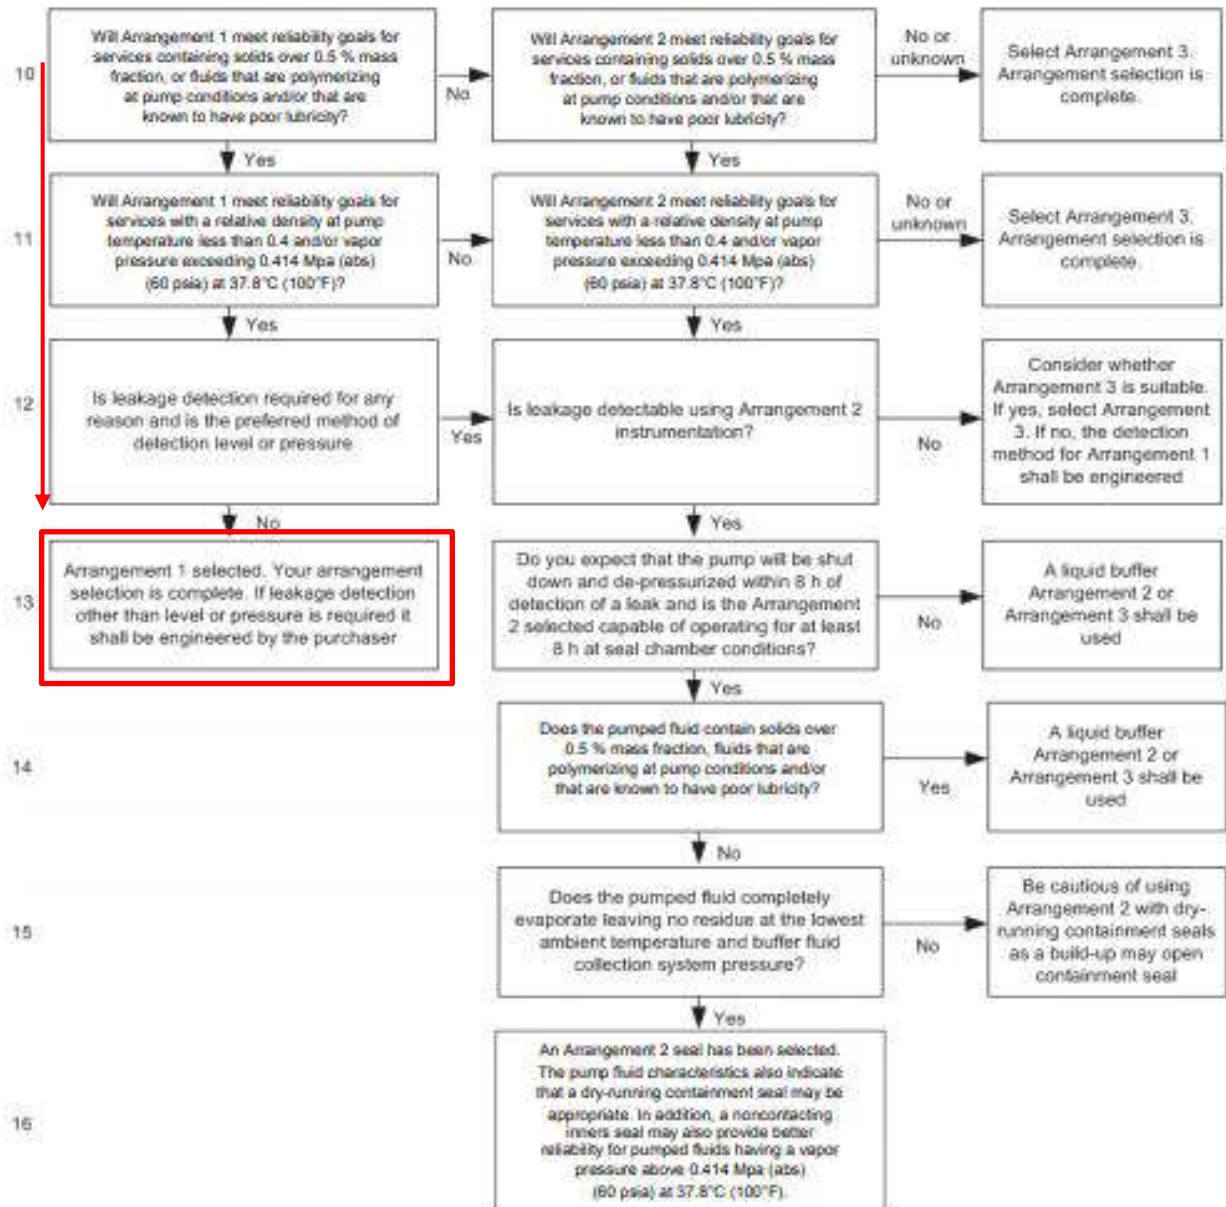 10
Will Arrangement 1 meet reliability goals for
services containing solids over 0.5 % mass
fraction, or fluids that are polymerizing
at pump conditions and/or that are
known to have poor lubricity?
No
Will Arrangement 2 meet reliability goals for
services containing solids over 0.5 % mass
fraction, or fluids that are polymerizing
at pump conditions and/or that are
known to have poor lubricity?
No or
unknown
Select Arrangement 3.
Arrangement selection is
complete.
Yes
11
Will Arrangement 1 meet reliability goals for
services with a relative density at pump
temperature less than 0.4 and/or vapor
pressure exceeding 0.414 Mpa (abs)
(60 psia) at 37.8°C (100°F)?
No
Will Arrangement 2 meet reliability goals for
services with a relative density at pump
temperature less than 0.4 and/or vapor
pressure exceeding 0.414 Mpa (abs)
(60 psia) at 37.8°C (100°F)?
No or
unknown
Select Arrangement 3.
Arrangement selection is
complete.
Yes
Yes
12
Is leakage detection required for any
reason and is the preferred method of
detection level or pressure
Yes
Is leakage detectable using Arrangement 2
instrumentation?
No
Consider whether
Arrangement 3 is suitable.
If yes, select Arrangement
3. If no, the detection
method for Arrangement 1
shall be engineered
No
Yes
13
Arrangement 1 selected. Your arrangement
selection is complete. If leakage detection
other than level or pressure is required it
shall be engineered by the purchaser
Do you expect that the pump will be shut
down and de-pressurized within 8 h of
detection of a leak and is the Arrangement
2 selected capable of operating for at least
8 h at seal chamber conditions?
No
A liquid buffer
Arrangement 2 or
Arrangement 3 shall be
used
Yes
14
Does the pumped fluid contain solids over
0.5 % mass fraction, fluids that are
polymerizing at pump conditions and/or
that are known to have poor lubricity?
Yes
A liquid buffer
Arrangement 2 or
Arrangement 3 shall be
used
No
15
Does the pumped fluid completely
evaporate leaving no residue at the lowest
ambient temperature and buffer fluid
collection system pressure?
No
Be cautious of using
Arrangement 2 with dry-
running containment seals
as a build-up may open
containment seal
Yes
16
An Arrangement 2 seal has been selected.
The pump fluid characteristics also indicate
that a dry-running containment seal may be
appropriate. In addition, a noncontacting
inners seal may also provide better
reliability for pumped fluids having a vapor
pressure above 0.414 Mpa (abs)
(60 psia) at 37.8°C (100°F).